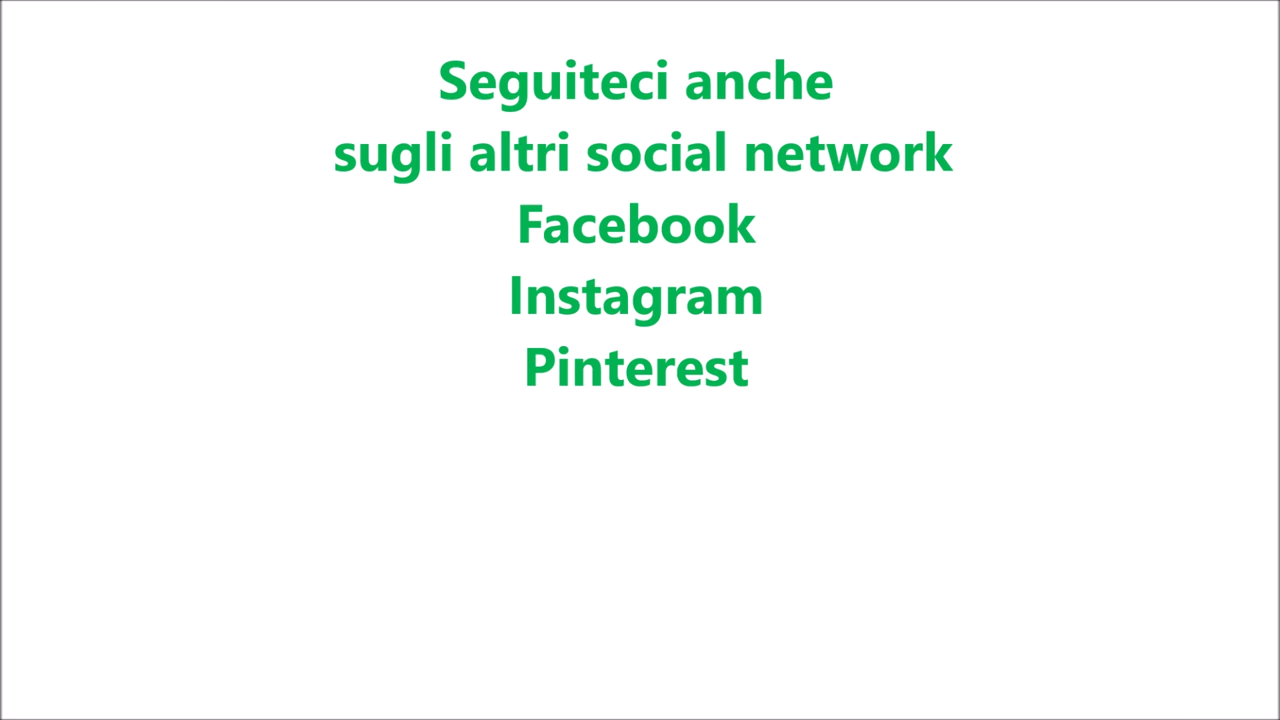 Seguiteci anche
sugli altri social network
Facebook
Instagram
Pinterest